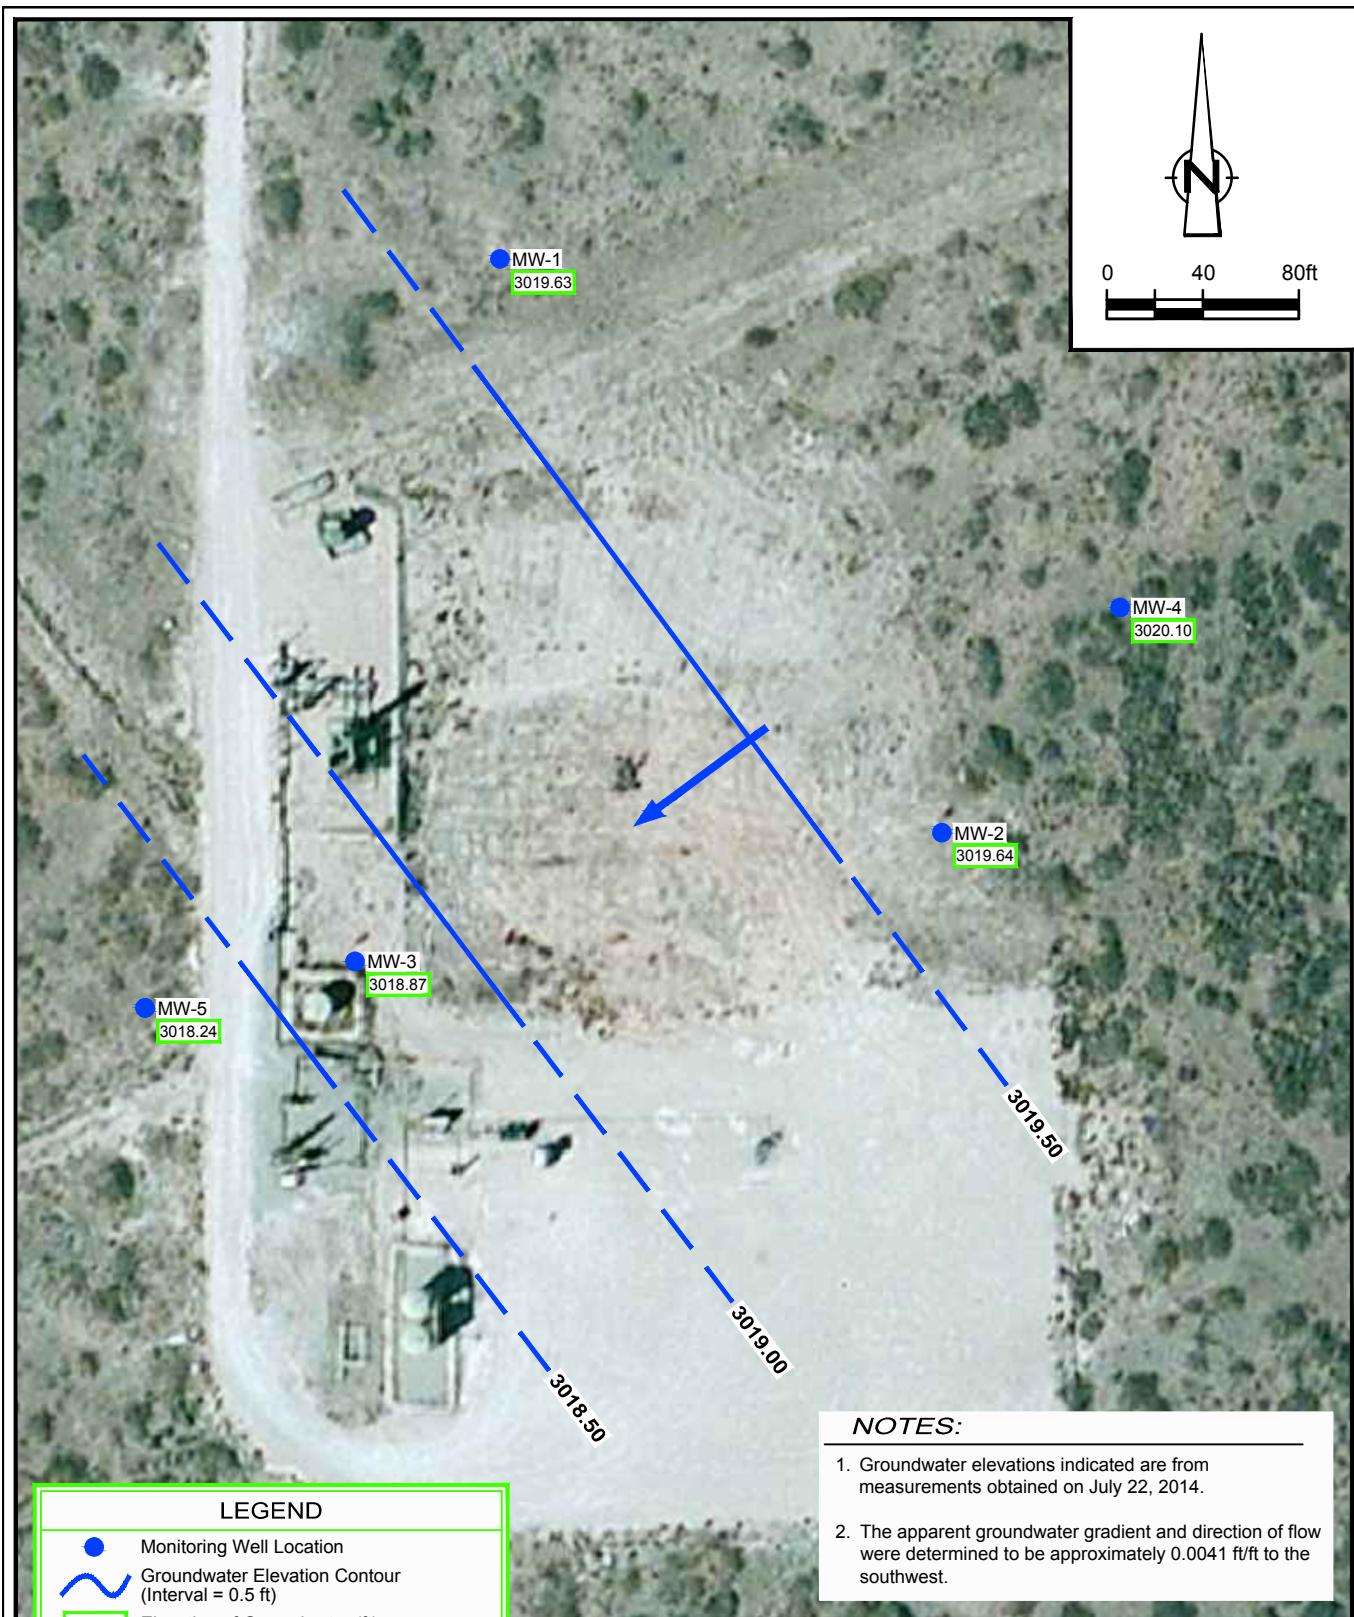 N
0 40 80ft
MW-1
3019.63
MW-4
3020.10
MW-2
3019.64
MW-3
3018.87
MW-5
3018.24
3019.50
3019.00
3018.50
NOTES:
1. Groundwater elevations indicated are from
measurements obtained on July 22, 2014.
2. The apparent groundwater gradient and direction of flow
were determined to be approximately 0.0041 ft/ft to the
southwest.
LEGEND
Monitoring Well Location
Groundwater Elevation Contour
(Interval = 0.5 ft)